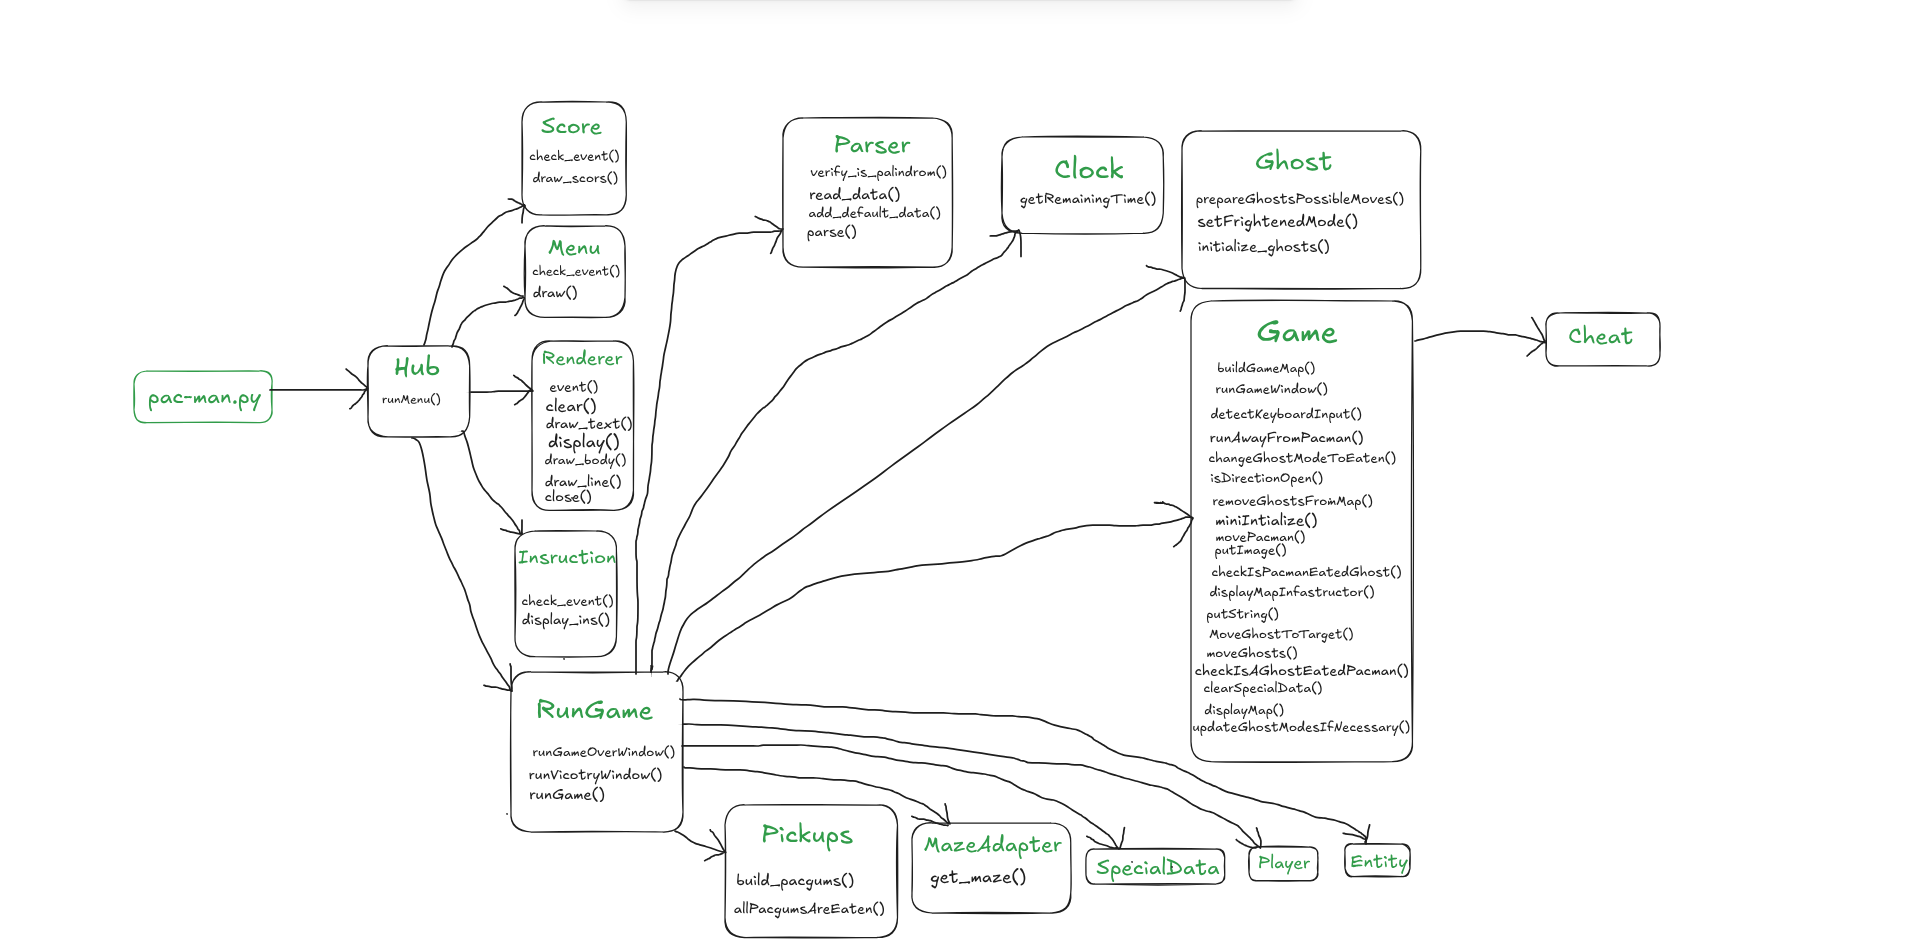 pac-man.py
Hub
runMenu()
Score
check_event()
draw_scors()
Menu
check_event()
draw()
Renderer
event()
clear()
draw_text()
display()
draw_body()
draw_line()
close()
Insruction
check_event()
display_ins()
RunGame
runGameOverWindow()
runVicotryWindow()
runGame()
Parser
verify_is_palindrom()
read_data()
add_default_data()
parse()
Clock
getRemainingTime()
Ghost
prepareGhostsPossibleMoves()
setFrightenedMode()
initialize_ghosts()
Game
buildGameMap()
runGameWindow()
detectKeyboardInput()
runAwayFromPacman()
changeGhostModeToEaten()
isDirectionOpen()
removeGhostsFromMap()
miniIntialize()
movePacman()
putImage()
checkIsPacmanEatedGhost()
displayMapInfastructor()
putString()
MoveGhostToTarget()
moveGhosts()
checkIsAGhostEatedPacman()
clearSpecialData()
displayMap()
updateGhostModesIfNecessary()
Cheat
Pickups
build_pacgums()
allPacgumsAreEaten()
MazeAdapter
get_maze()
SpecialData
Player
Entity